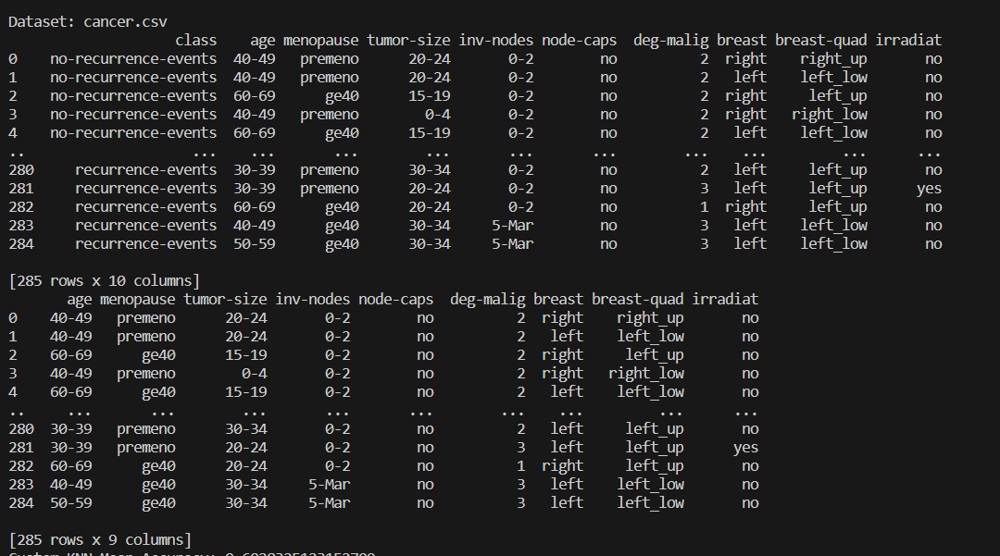 Dataset: cancer.csv
class age menopause tumor-size inv-nodes node-caps deg-malig breast breast-quad irradiat
0 no-recurrence-events 40-49 premeno 20-24 0-2 no 2 right right_up no
1 no-recurrence-events 40-49 premeno 20-24 0-2 no 2 left left_low no
2 no-recurrence-events 60-69 ge40 15-19 0-2 no 2 right left_up no
3 no-recurrence-events 40-49 premeno 0-4 0-2 no 2 right right_low no
4 no-recurrence-events 60-69 ge40 15-19 0-2 no 2 left left_low no
.. ... ... ... ... ... ... ... ... ... ...
280 recurrence-events 30-39 premeno 30-34 0-2 no 2 left left_up no
281 recurrence-events 30-39 premeno 20-24 0-2 no 3 left left_up yes
282 recurrence-events 60-69 ge40 20-24 0-2 no 1 right left_up no
283 recurrence-events 40-49 ge40 30-34 5-Mar no 3 left left_low no
284 recurrence-events 50-59 ge40 30-34 5-Mar no 3 left left_low no
[285 rows x 10 columns]
age menopause tumor-size inv-nodes node-caps deg-malig breast breast-quad irradiat
0 40-49 premeno 20-24 0-2 no 2 right right_up no
1 40-49 premeno 20-24 0-2 no 2 left left_low no
2 60-69 ge40 15-19 0-2 no 2 right left_up no
3 40-49 premeno 0-4 0-2 no 2 right right_low no
4 60-69 ge40 15-19 0-2 no 2 left left_low no
.. ... ... ... ... ... ... ... ... ...
280 30-39 premeno 30-34 0-2 no 2 left left_up no
281 30-39 premeno 20-24 0-2 no 3 left left_up yes
282 60-69 ge40 20-24 0-2 no 1 right left_up no
283 40-49 ge40 30-34 5-Mar no 3 left left_low no
284 50-59 ge40 30-34 5-Mar no 3 left left_low no
[285 rows x 9 columns]
Custom KNN Mean Accuracy: